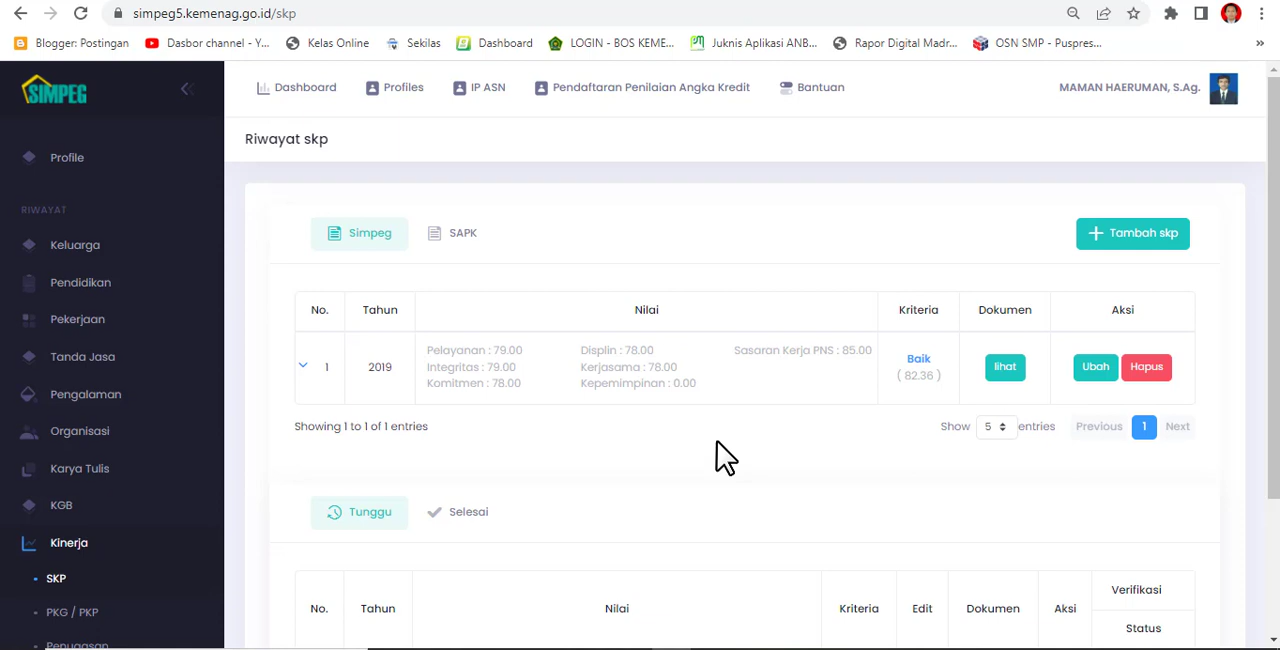 simpeg5.kemenag.go.id/skp
Blogger: Postingan
Dasbor channel - Y...
Kelas Online
Sekilas
Dashboard
LOGIN - BOS KEME...
Juknis Aplikasi ANB...
Rapor Digital Madr...
OSN SMP - Puspres...
»
SIMPEG
Dashboard
Profiles
IP ASN
Pendaftaran Penilaian Angka Kredit
Bantuan
MAMAN HAERUMAN, S.Ag.
Riwayat skp
Profile
RIWAYAT
Keluarga
Pendidikan
Pekerjaan
Tanda Jasa
Pengalaman
Organisasi
Karya Tulis
KGB
Kinerja
SKP
PKG / PKP
Penugasan
Simpeg
SAPK
+ Tambah skp
No. Tahun Nilai Kriteria Dokumen Aksi
1 2019
Pelayanan : 79.00 Displin : 78.00 Sasaran Kerja PNS : 85.00
Integritas : 79.00 Kerjasama : 78.00
Komitmen : 78.00 Kepemimpinan : 0.00
Baik
( 82.36 )
lihat
Ubah Hapus
Showing 1 to 1 of 1 entries
Show 5 entries
Previous 1 Next
Tunggu
Selesai
No. Tahun Nilai Kriteria Edit Dokumen Aksi
Verifikasi
Status